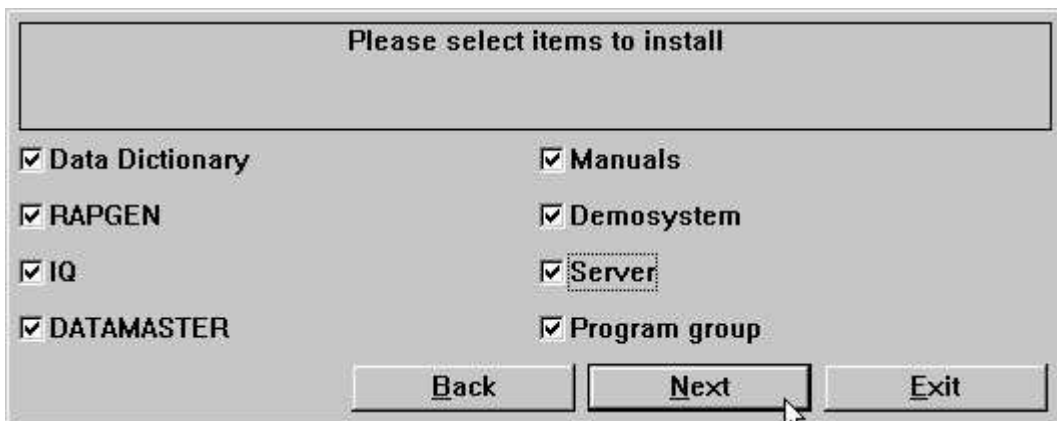 Please select items to install
Data Dictionary
Manuals
RAPGEN
Demosystem
IQ
Server
DATAMASTER
Program group
Back
Next
Exit